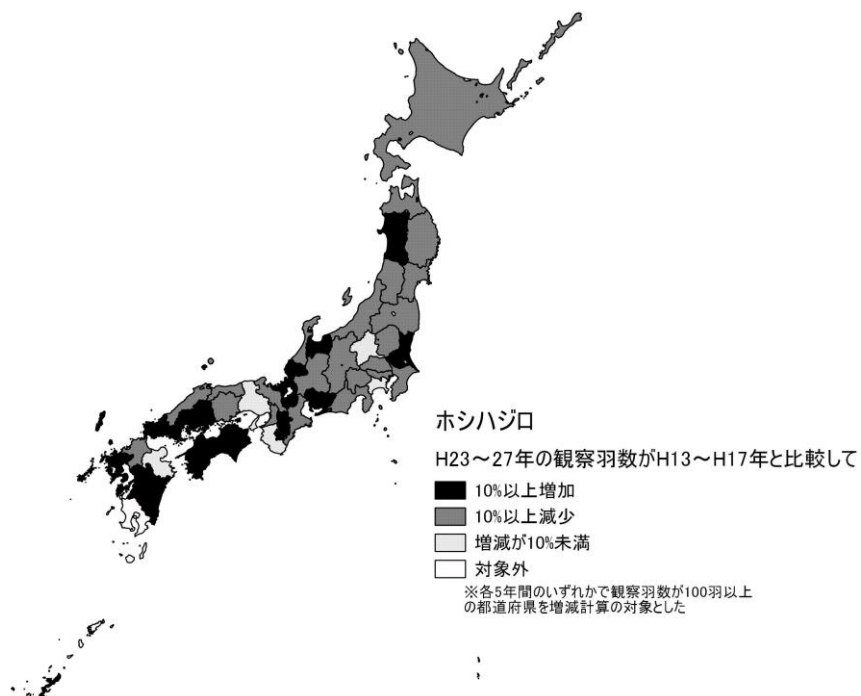 ホシハジロ
H23～27年の観察羽数がH13～H17年と比較して
10%以上増加
10%以上減少
増減が10%未満
対象外
※各5年間のいずれかで観察羽数が100羽以上
の都道府県を増減計算の対象とした